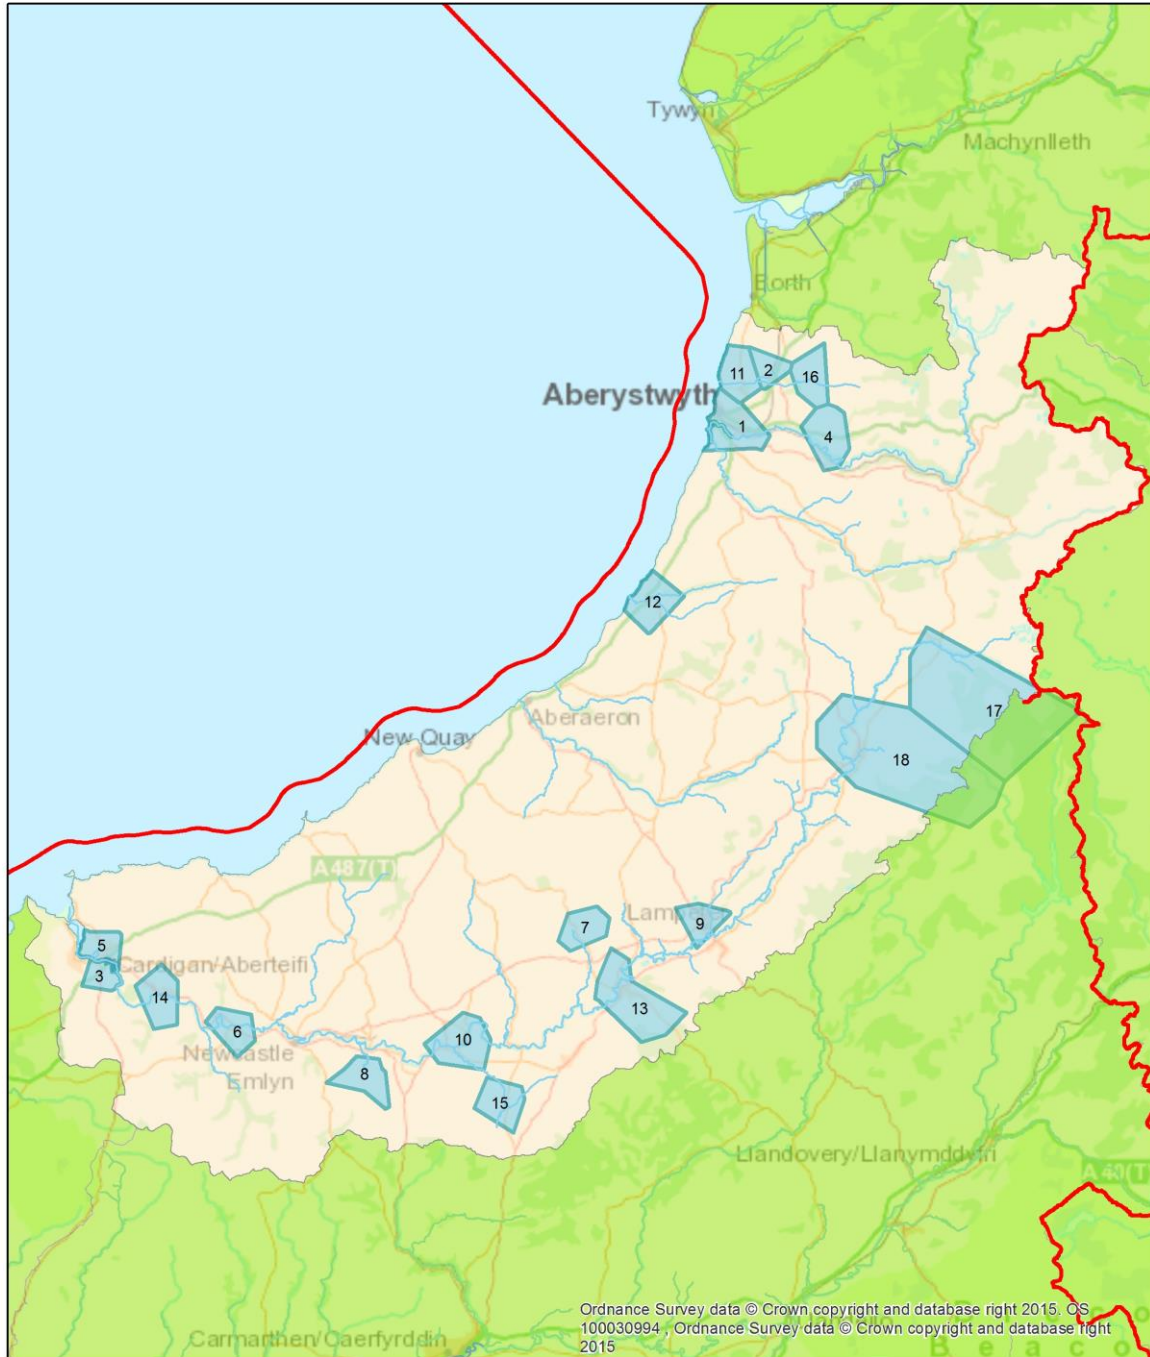 Tywyn
Machynlleth
Borth
11
2
16
Aberystwyth
1
4
12
17
Aberaeron
New Quay
18
A487(T)
Lampeter
7
9
5
Cardigan/Aberteifi
3
14
13
6
10
Newcastle
Emlyn
8
15
Llandovery/Llanymddyfri
A40(T)
Ordnance Survey data © Crown copyright and database right 2015. OS
100030994 , Ordnance Survey data © Crown copyright and database right
2015
Carmarthen/Caerfyrddin